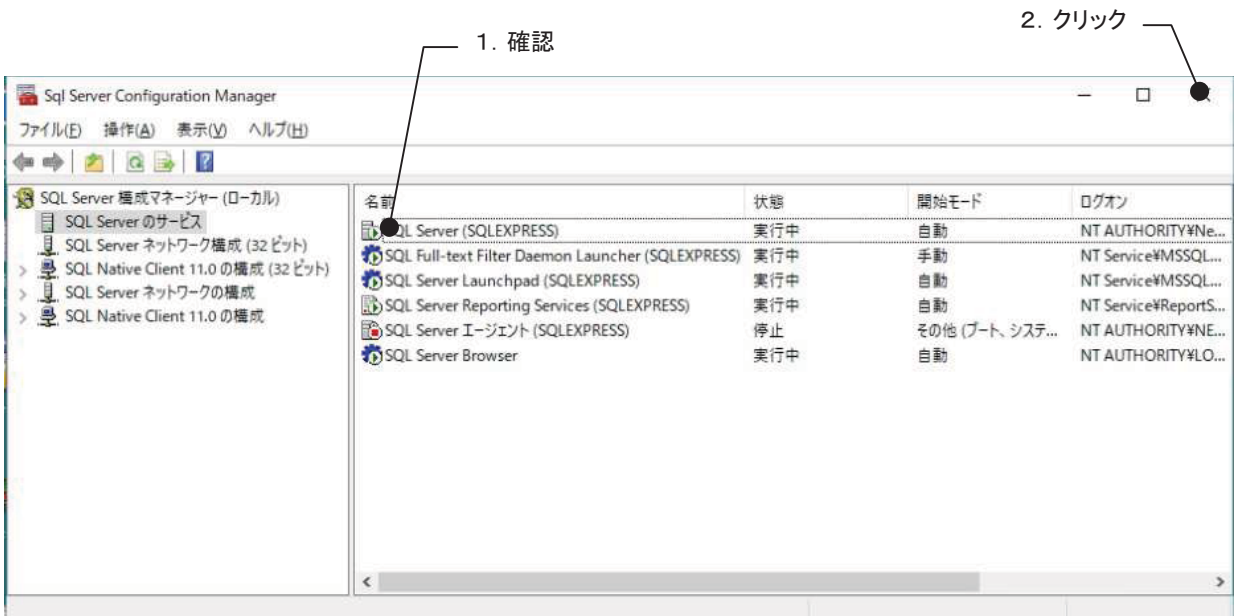 2．クリック
1．確認
Sql Server Configuration Manager
ファイル(F) 操作(A) 表示(V) ヘルプ(H)
SQL Server 構成マネージャー (ローカル)
SQL Server のサービス
SQL Server ネットワーク構成 (32 ビット)
SQL Native Client 11.0 の構成 (32 ビット)
SQL Server ネットワークの構成
SQL Native Client 11.0 の構成
名前 状態 開始モード ログオン
SQL Server (SQLEXPRESS) 実行中 自動 NT AUTHORITY¥Ne...
SQL Full-text Filter Daemon Launcher (SQLEXPRESS) 実行中 手動 NT Service¥MSSQL...
SQL Server Launchpad (SQLEXPRESS) 実行中 自動 NT Service¥MSSQL...
SQL Server Reporting Services (SQLEXPRESS) 実行中 自動 NT Service¥ReportS...
SQL Server エージェント (SQLEXPRESS) 停止 その他 (ブート、システ... NT AUTHORITY¥NE...
SQL Server Browser 実行中 自動 NT AUTHORITY¥LO...